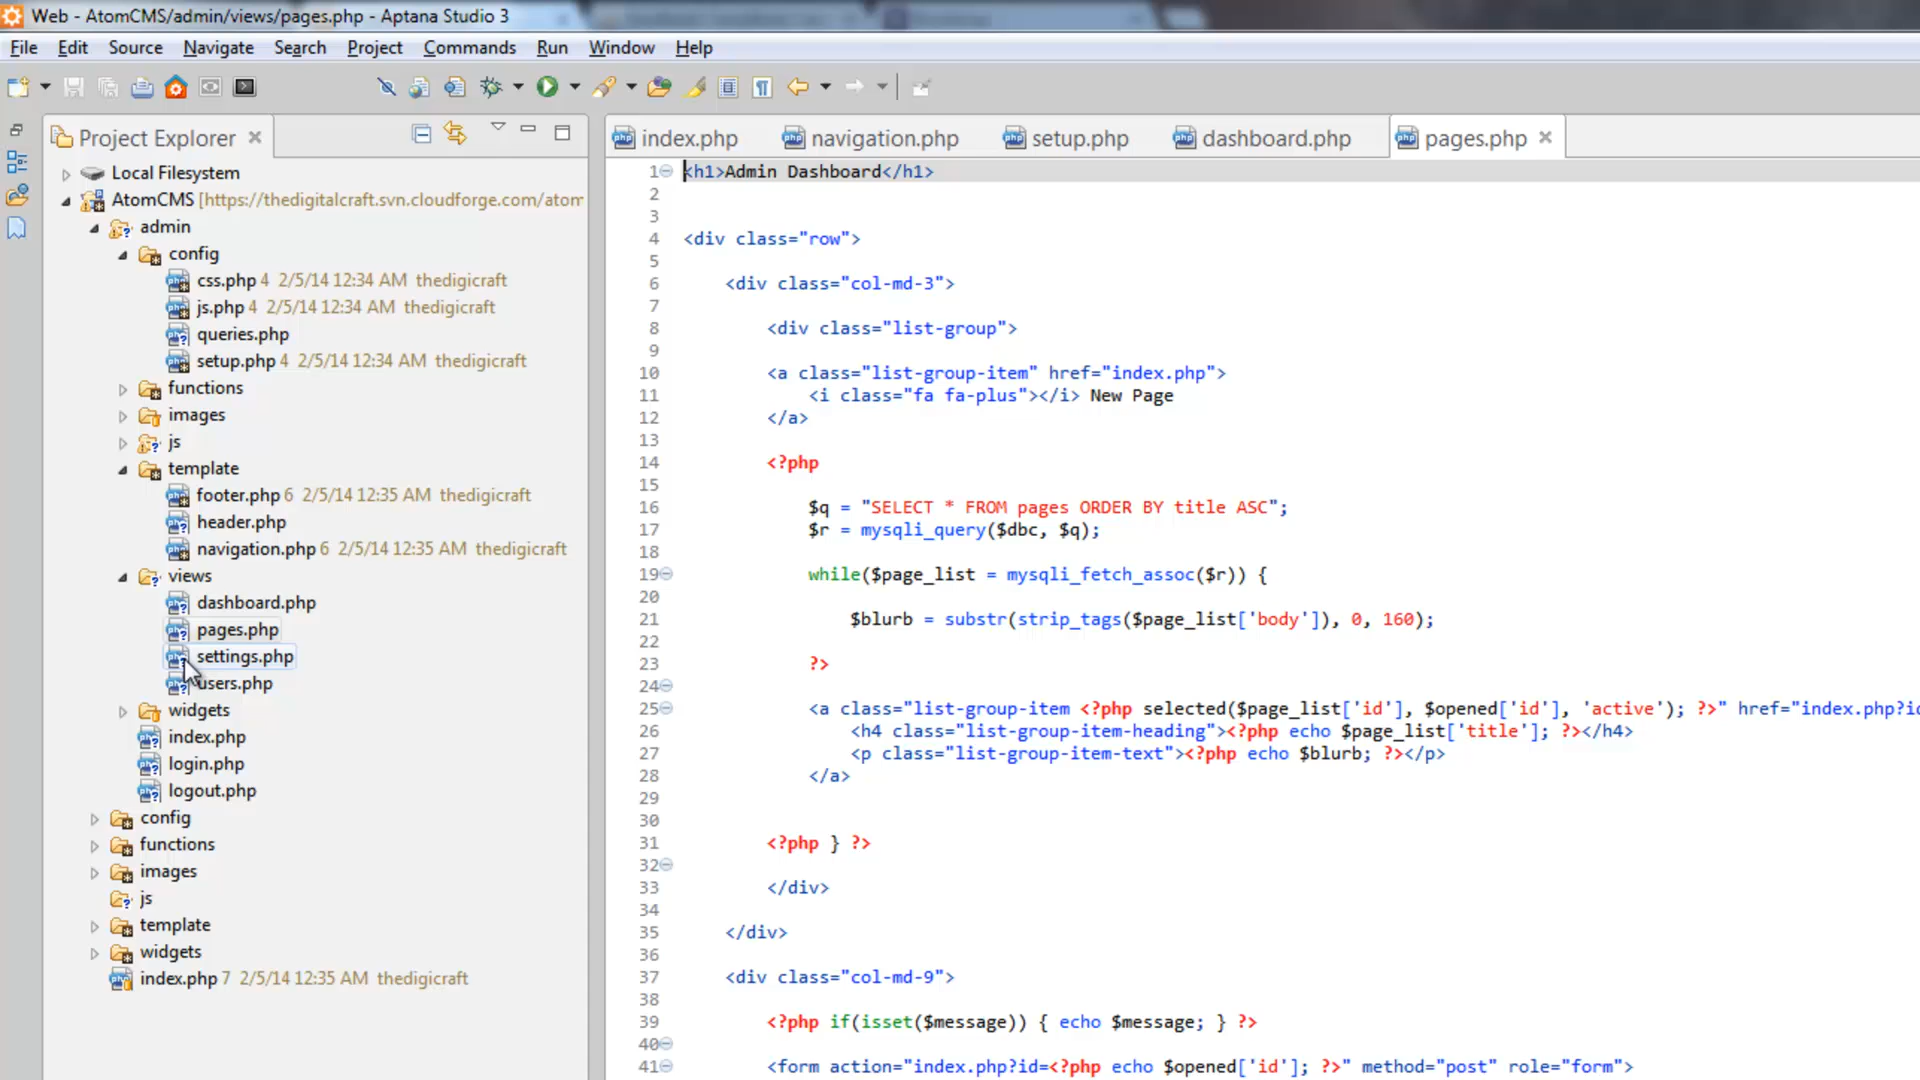 Web - AtomCMS/admin/views/pages.php - Aptana Studio 3
File Edit Source Navigate Search Project Commands Run Window Help
Project Explorer
Local Filesystem
AtomCMS [https://thedigitalcraft.svn.cloudforge.com/atom
admin
config
css.php 4 2/5/14 12:34 AM thedigicraft
js.php 4 2/5/14 12:34 AM thedigicraft
queries.php
setup.php 4 2/5/14 12:34 AM thedigicraft
functions
images
js
template
footer.php 6 2/5/14 12:35 AM thedigicraft
header.php
navigation.php 6 2/5/14 12:35 AM thedigicraft
views
dashboard.php
pages.php
settings.php
users.php
widgets
index.php
login.php
logout.php
config
functions
images
js
template
widgets
index.php 7 2/5/14 12:35 AM thedigicraft
index.php navigation.php setup.php dashboard.php pages.php
1 <h1>Admin Dashboard</h1>
2
3
4 <div class="row">
5
6 <div class="col-md-3">
7
8 <div class="list-group">
9
10 <a class="list-group-item" href="index.php">
11 <i class="fa fa-plus"></i> New Page
12 </a>
13
14 <?php
15
16 $q = "SELECT * FROM pages ORDER BY title ASC";
17 $r = mysqli_query($dbc, $q);
18
19 while($page_list = mysqli_fetch_assoc($r)) {
20
21 $blurb = substr(strip_tags($page_list['body']), 0, 160);
22
23 ?>
24
25 <a class="list-group-item <?php selected($page_list['id'], $opened['id'], 'active'); ?>" href="index.php?id
26 <h4 class="list-group-item-heading"><?php echo $page_list['title']; ?></h4>
27 <p class="list-group-item-text"><?php echo $blurb; ?></p>
28 </a>
29
30
31 <?php } ?>
32
33 </div>
34
35 </div>
36
37 <div class="col-md-9">
38
39 <?php if(isset($message)) { echo $message; } ?>
40
41 <form action="index.php?id=<?php echo $opened['id']; ?>" method="post" role="form">